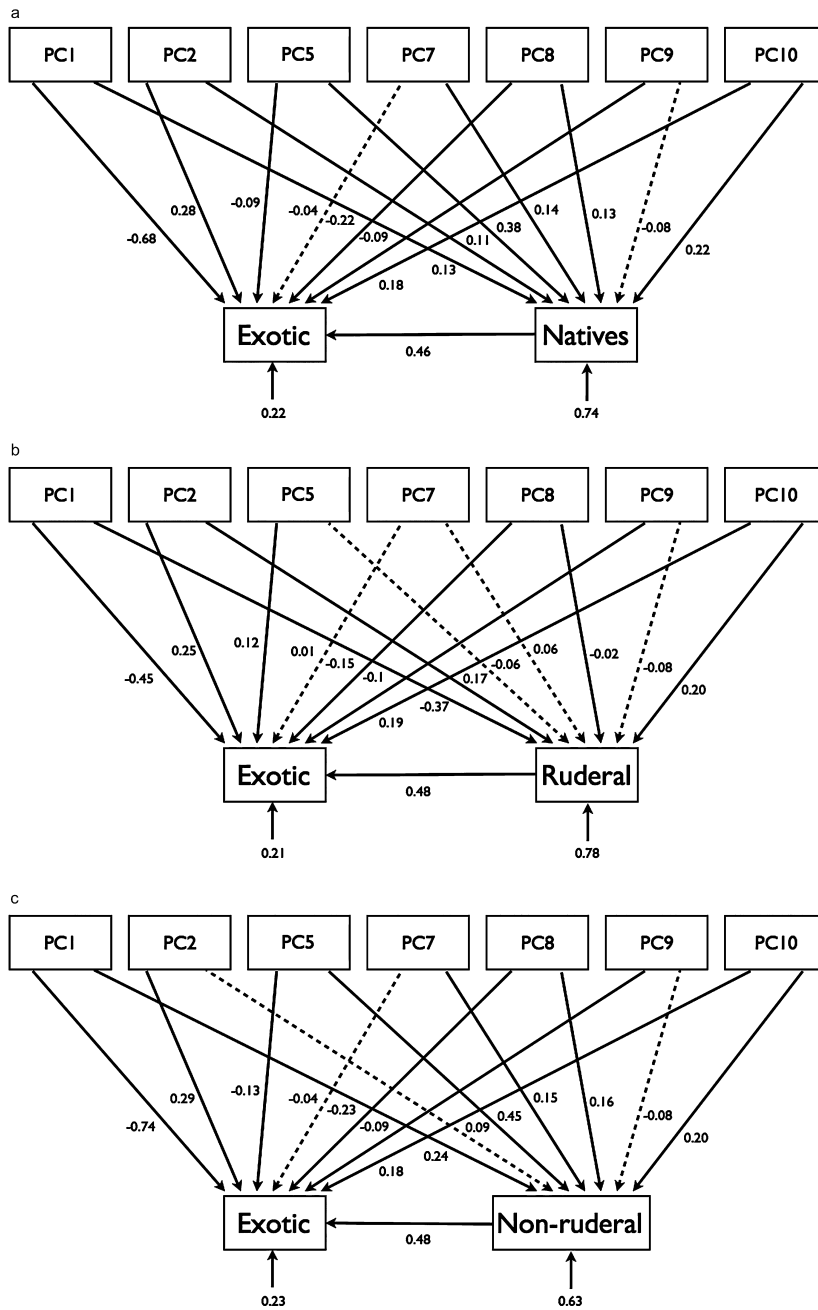 a
PC1 PC2 PC5 PC7 PC8 PC9 PC10
-0.68 0.28 -0.09 -0.04 -0.22 -0.09 0.18 0.13 0.11 0.38 0.14 0.13 -0.08 0.22
Exotic Natives
0.46
0.22 0.74
b
PC1 PC2 PC5 PC7 PC8 PC9 PC10
-0.45 0.25 0.12 0.01 -0.15 -0.1 0.19 -0.37 0.17 -0.06 0.06 -0.02 -0.08 0.20
Exotic Ruderal
0.48
0.21 0.78
c
PC1 PC2 PC5 PC7 PC8 PC9 PC10
-0.74 0.29 -0.13 -0.04 -0.23 -0.09 0.18 0.24 0.09 0.45 0.15 0.16 -0.08 0.20
Exotic Non-ruderal
0.48
0.23 0.63